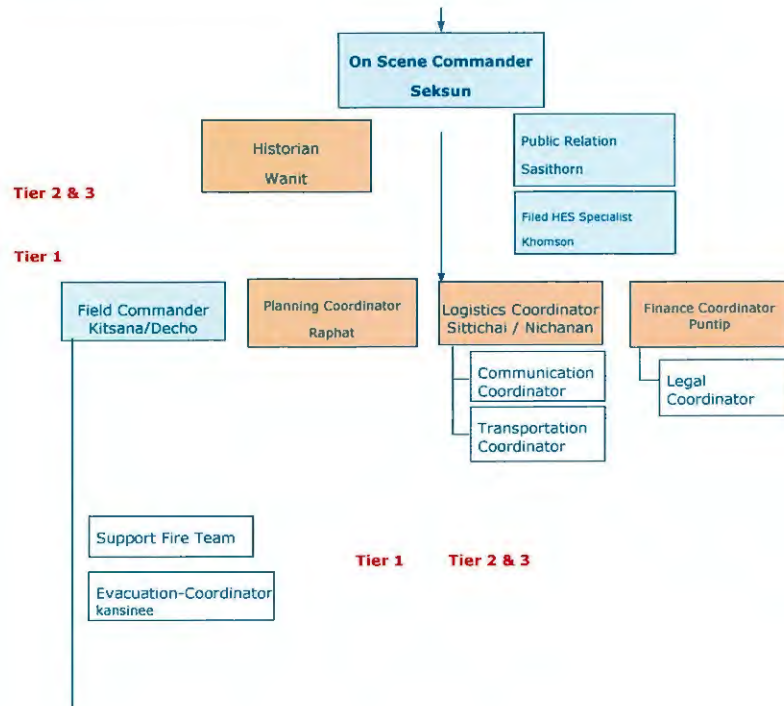 On Scene Commander
Seksun
Historian
Wanit
Public Relation
Sasithorn
Tier 2 & 3
Filed HES Specialist
Khomson
Tier 1
Field Commander
Kitsana/Decho
Planning Coordinator
Raphat
Logistics Coordinator
Sittichai / Nichanan
Finance Coordinator
Puntip
Communication
Coordinator
Legal
Coordinator
Transportation
Coordinator
Support Fire Team
Tier 1
Tier 2 & 3
Evacuation-Coordinator
kansinee